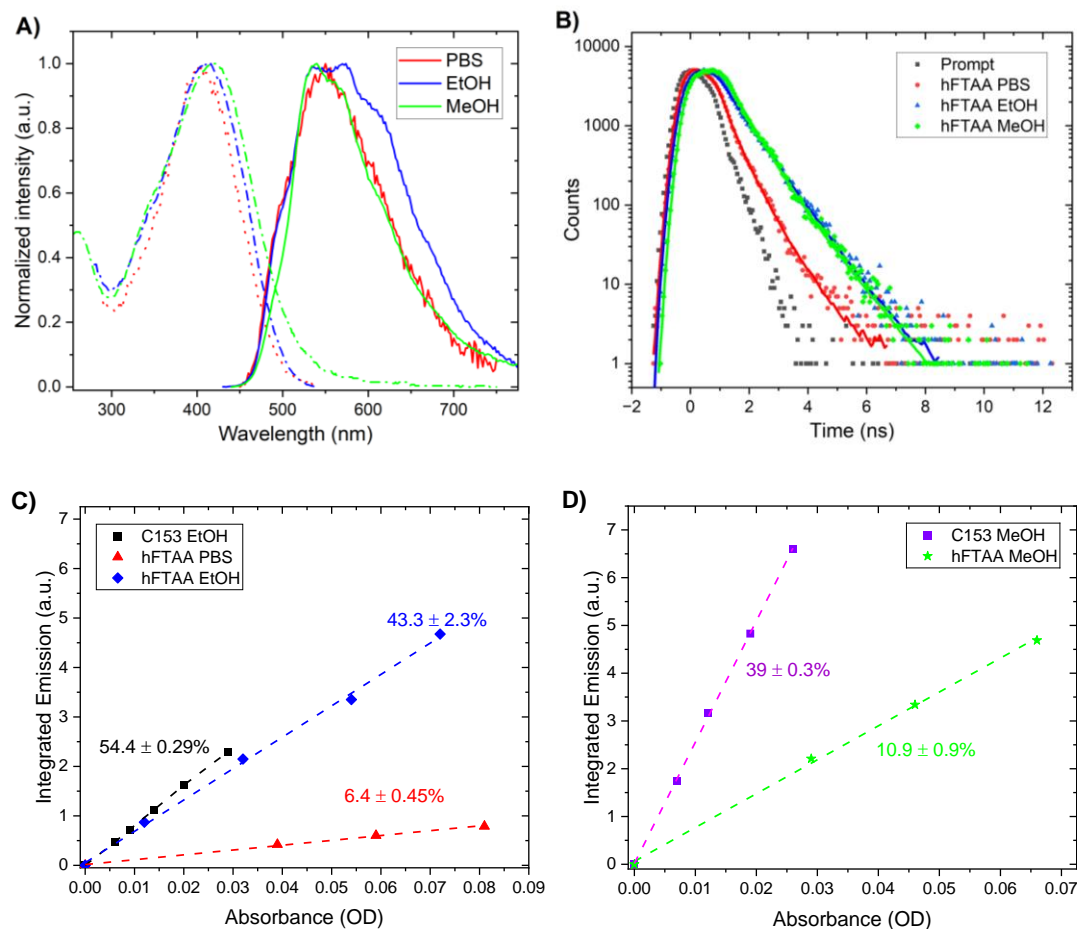 A)
Normalized intensity (a.u.)
1.0
0.8
0.6
0.4
0.2
0.0
PBS
EtOH
MeOH
300
400
500
600
700
Wavelength (nm)
B)
Counts
10000
1000
100
10
1
Prompt
hFTAA PBS
hFTAA EtOH
hFTAA MeOH
−2
0
2
4
6
8
10
12
Time (ns)
C)
Integrated Emission (a.u.)
7
6
5
4
3
2
1
0
C153 EtOH
hFTAA PBS
hFTAA EtOH
43.3 ± 2.3%
54.4 ± 0.29%
6.4 ± 0.45%
0.00
0.01
0.02
0.03
0.04
0.05
0.06
0.07
0.08
0.09
Absorbance (OD)
D)
Integrated Emission (a.u.)
7
6
5
4
3
2
1
0
C153 MeOH
hFTAA MeOH
39 ± 0.3%
10.9 ± 0.9%
0.00
0.01
0.02
0.03
0.04
0.05
0.06
0.07
Absorbance (OD)